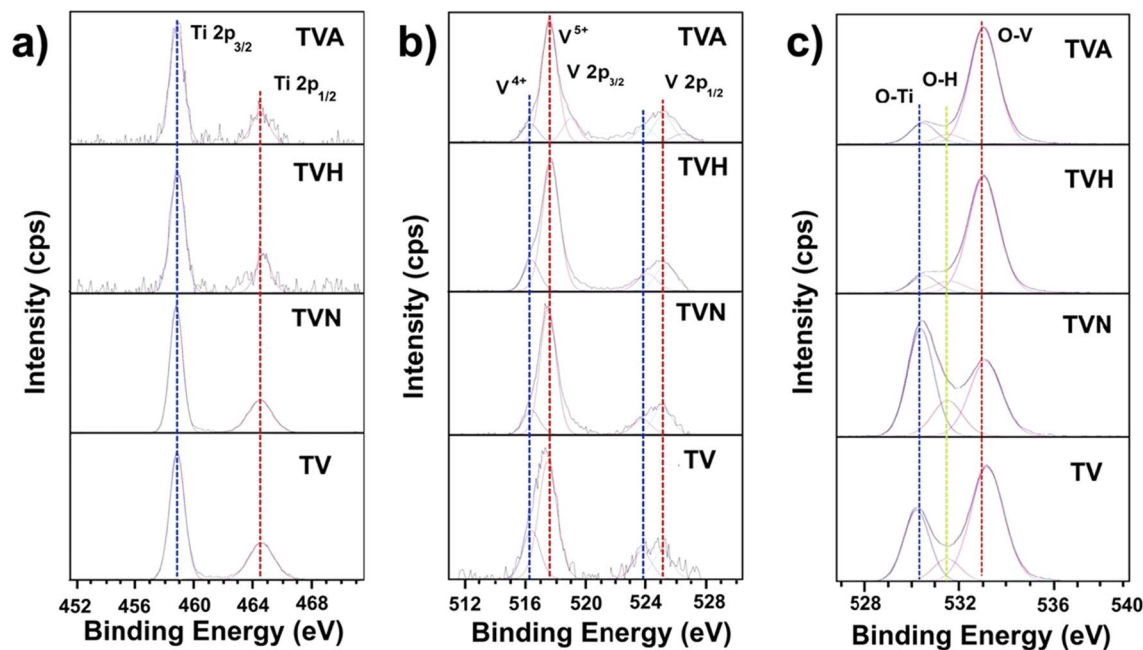 a)
Ti 2p3/2
TVA
Ti 2p1/2
TVH
TVN
TV
Intensity (cps)
452 456 460 464 468
Binding Energy (eV)
b)
V5+
TVA
V4+
V 2p3/2
V 2p1/2
TVH
TVN
TV
Intensity (cps)
512 516 520 524 528
Binding Energy (eV)
c)
TVA
O-V
O-H
O-Ti
TVH
TVN
TV
Intensity (cps)
528 532 536 540
Binding Energy (eV)